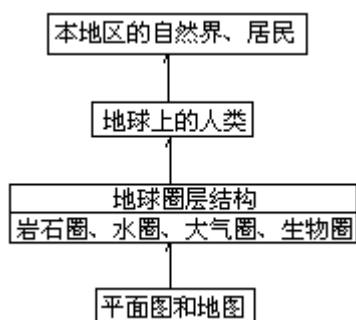 本地区的自然界、居民
地球上的人类
地球圈层结构
岩石圈、水圈、大气圈、生物圈
平面图和地图